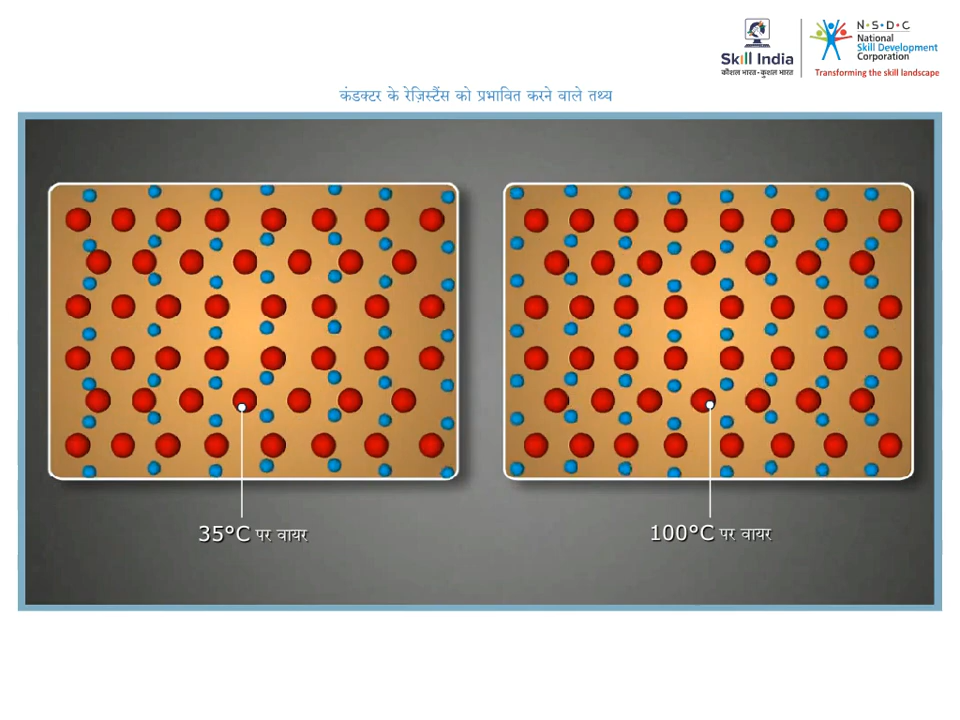 Skill India
कौशल भारत-कुशल भारत
N·S·D·C
National
Skill Development
Corporation
Transforming the skill landscape
कंडक्टर के रेज़िस्टैंस को प्रभावित करने वाले तथ्य
35°C पर वायर
100°C पर वायर